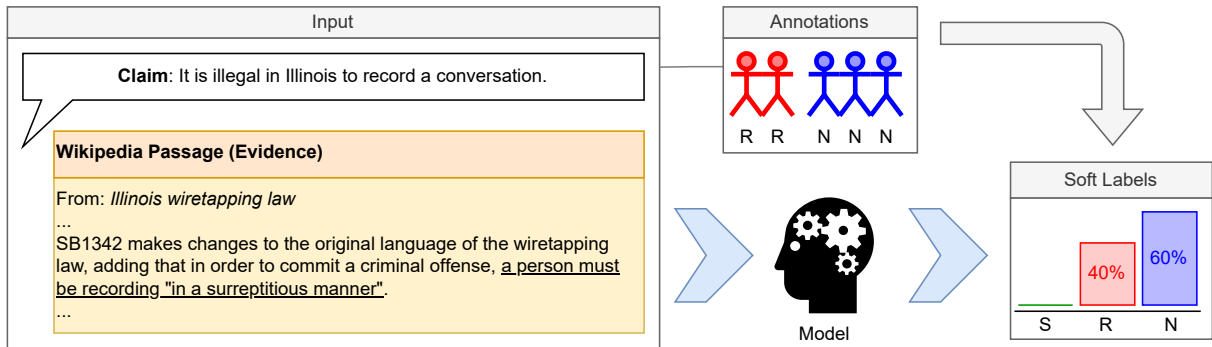 Input
Claim: It is illegal in Illinois to record a conversation.
Wikipedia Passage (Evidence)
From: Illinois wiretapping law
...
SB1342 makes changes to the original language of the wiretapping
law, adding that in order to commit a criminal offense, a person must
be recording "in a surreptitious manner".
...
Annotations
R R N N N
Model
Soft Labels
40% 60%
S R N